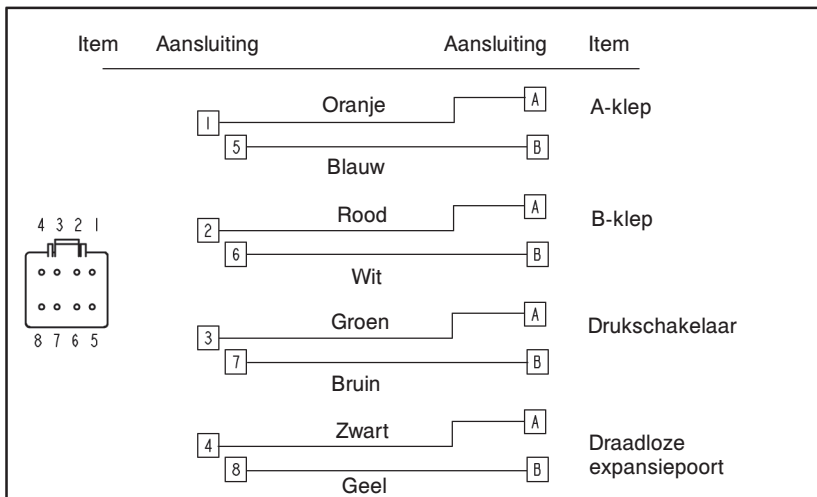 Item Aansluiting Aansluiting Item
Oranje A A-klep
1
5 B
Blauw
Rood A B-klep
2
6 B
Wit
4 3 2 1
8 7 6 5
Groen A Drukschakelaar
3
7 B
Bruin
Zwart A Draadloze
4
expansiepoort
8 B
Geel